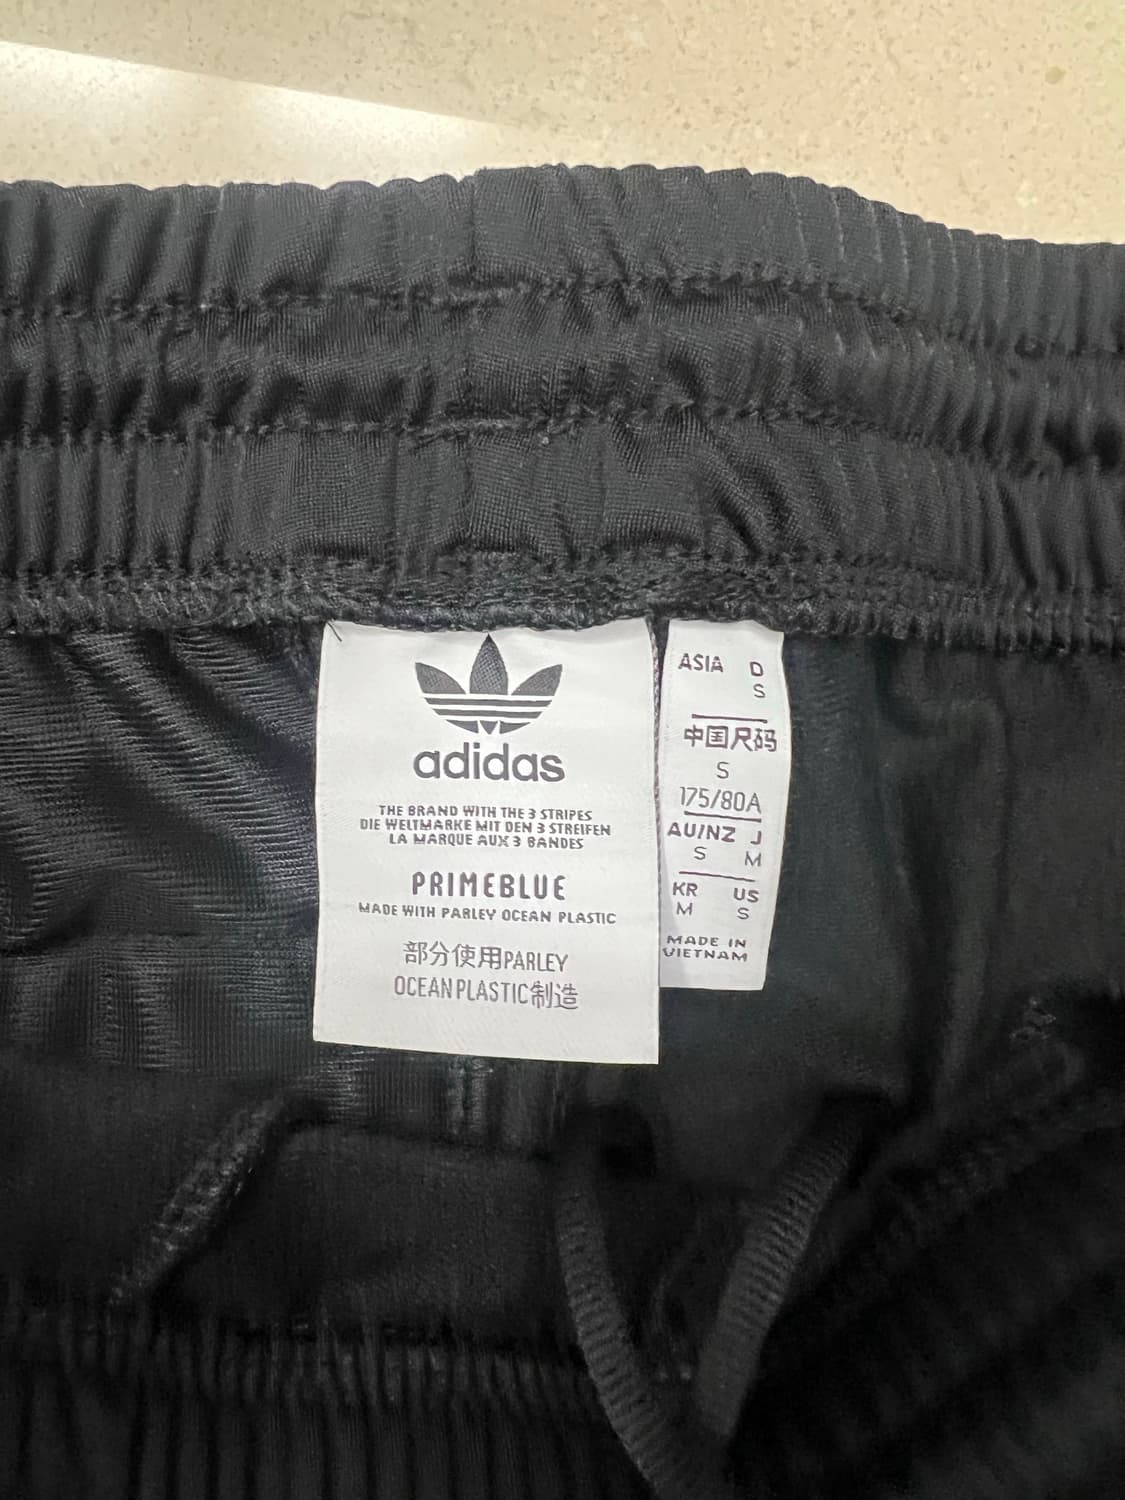 adidas
THE BRAND WITH THE 3 STRIPES
DIE WELTMARKE MIT DEN 3 STREIFEN
LA MARQUE AUX 3 BANDES
PRIMEBLUE
MADE WITH PARLEY OCEAN PLASTIC
部分使用PARLEY
OCEAN PLASTIC制造
ASIA D
S
中国尺码
S
175/80A
AU/NZ J
S M
KR US
M S
MADE IN
VIETNAM